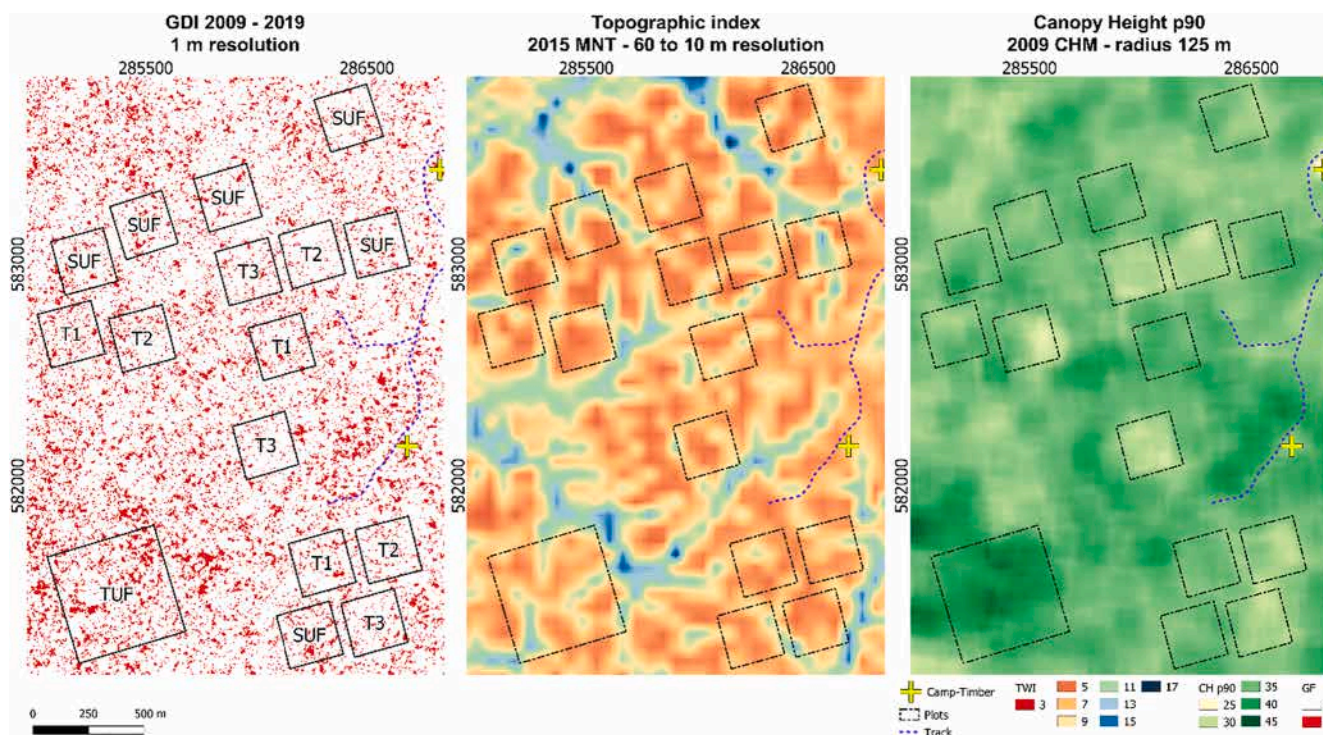 GDI 2009 - 2019
1 m resolution
Topographic index
2015 MNT - 60 to 10 m resolution
Canopy Height p90
2009 CHM - radius 125 m
285500 286500
285500 286500
285500 286500
583000
582000
583000
582000
583000
582000
SUF
SUF
SUF
SUF
T3
T2
SUF
T1
T2
T1
T3
TUF
T1
T2
SUF
T3
0 250 500 m
Camp-Timber
Plots
Track
TWI
3
5
7
9
11
13
15
17
CH p90
25
30
35
40
45
GF